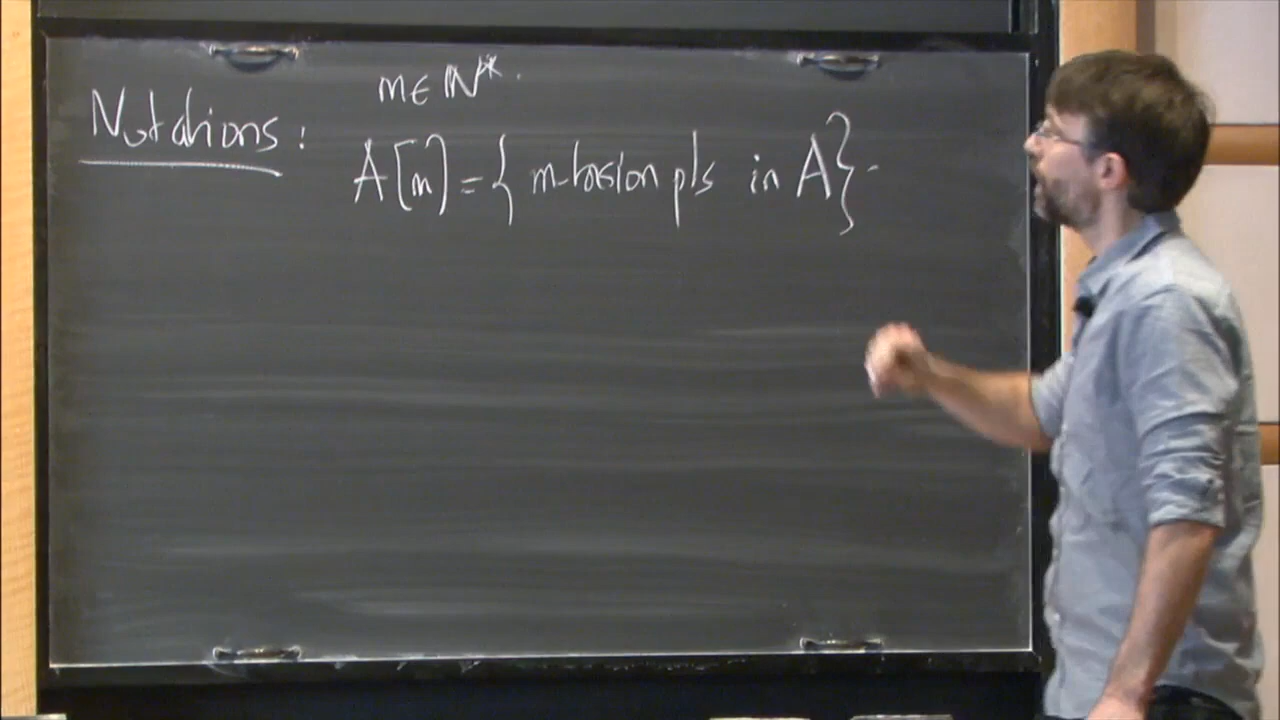 m ∈ ℕ*.
Notations:
A[m] = { m-torsion pts in A}.